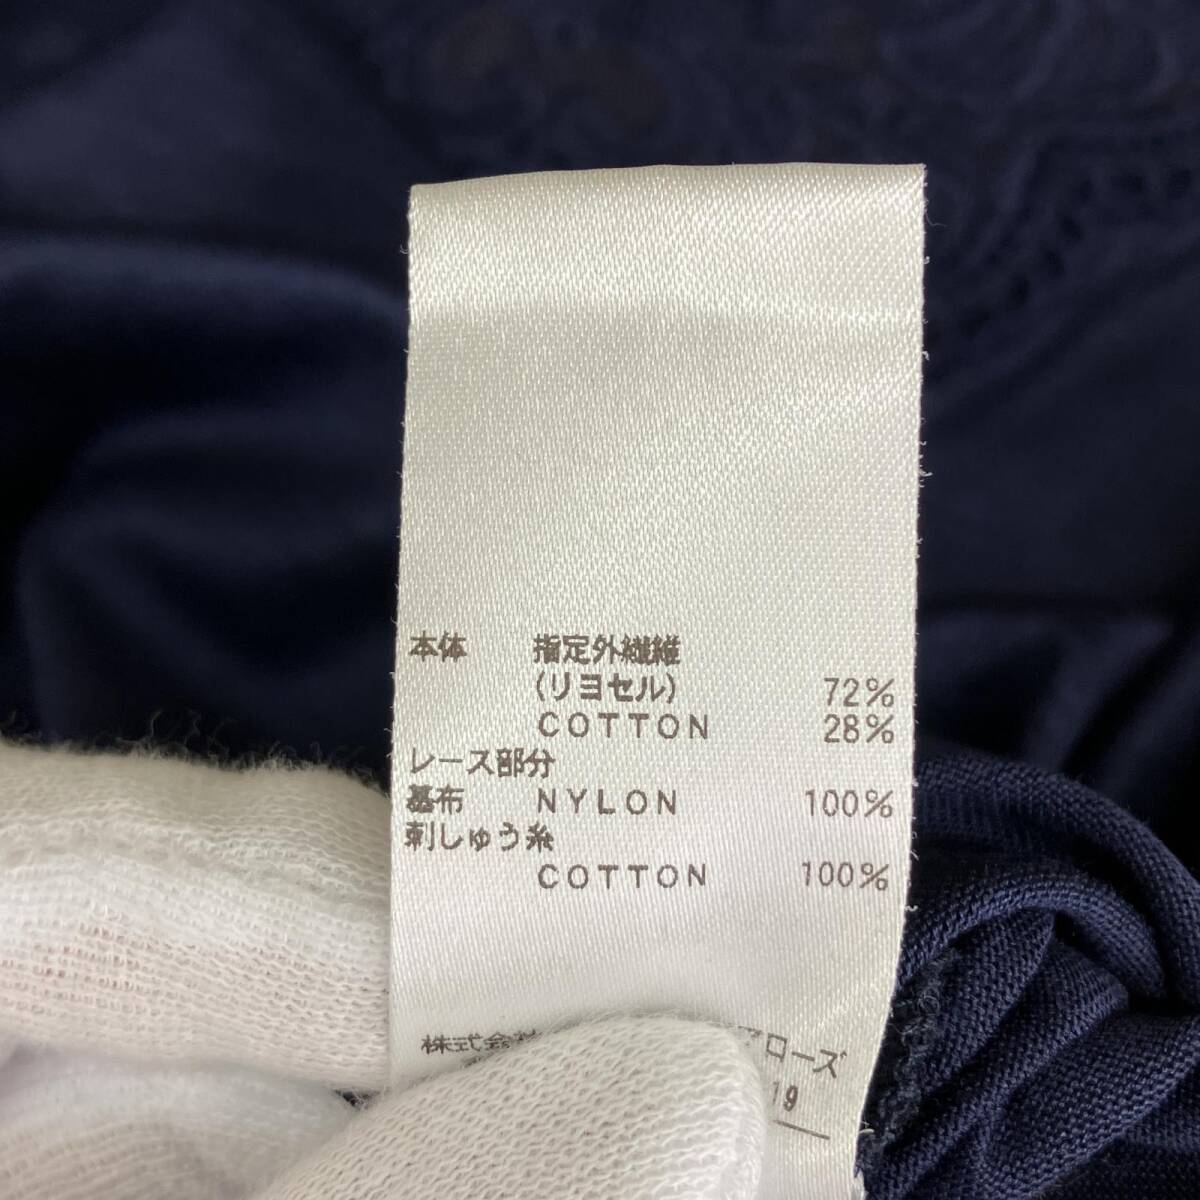 本体 指定外繊維
(リヨセル) 72%
COTTON 28%
レース部分
基布 NYLON 100%
刺しゅう糸
COTTON 100%
株式会社 アローズ
19